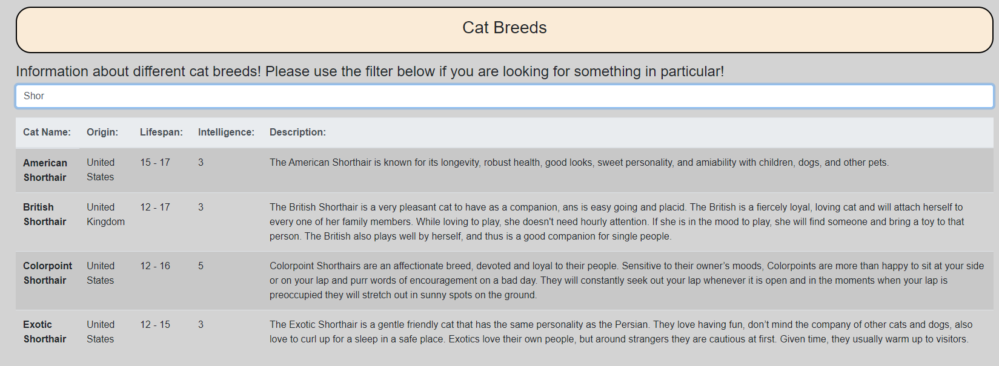 Cat Breeds
Information about different cat breeds! Please use the filter below if you are looking for something in particular!
Shor
Cat Name: Origin: Lifespan: Intelligence: Description:
American Shorthair United States 15 - 17 3 The American Shorthair is known for its longevity, robust health, good looks, sweet personality, and amiability with children, dogs, and other pets.
British Shorthair United Kingdom 12 - 17 3 The British Shorthair is a very pleasant cat to have as a companion, ans is easy going and placid. The British is a fiercely loyal, loving cat and will attach herself to
every one of her family members. While loving to play, she doesn't need hourly attention. If she is in the mood to play, she will find someone and bring a toy to that
person. The British also plays well by herself, and thus is a good companion for single people.
Colorpoint Shorthair United States 12 - 16 5 Colorpoint Shorthairs are an affectionate breed, devoted and loyal to their people. Sensitive to their owner’s moods, Colorpoints are more than happy to sit at your side
or on your lap and purr words of encouragement on a bad day. They will constantly seek out your lap whenever it is open and in the moments when your lap is
preoccupied they will stretch out in sunny spots on the ground.
Exotic Shorthair United States 12 - 15 3 The Exotic Shorthair is a gentle friendly cat that has the same personality as the Persian. They love having fun, don’t mind the company of other cats and dogs, also
love to curl up for a sleep in a safe place. Exotics love their own people, but around strangers they are cautious at first. Given time, they usually warm up to visitors.